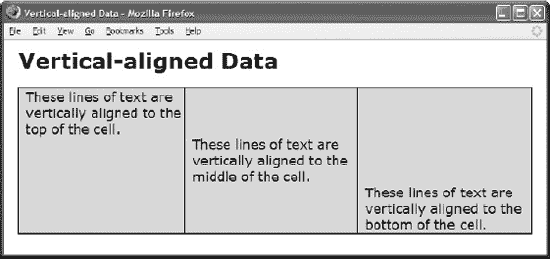 Vertical-aligned Data - Mozilla Firefox
File Edit View Go Bookmarks Tools Help
Vertical-aligned Data
These lines of text are
vertically aligned to the
top of the cell.
These lines of text are
vertically aligned to the
middle of the cell.
These lines of text are
vertically aligned to the
bottom of the cell.